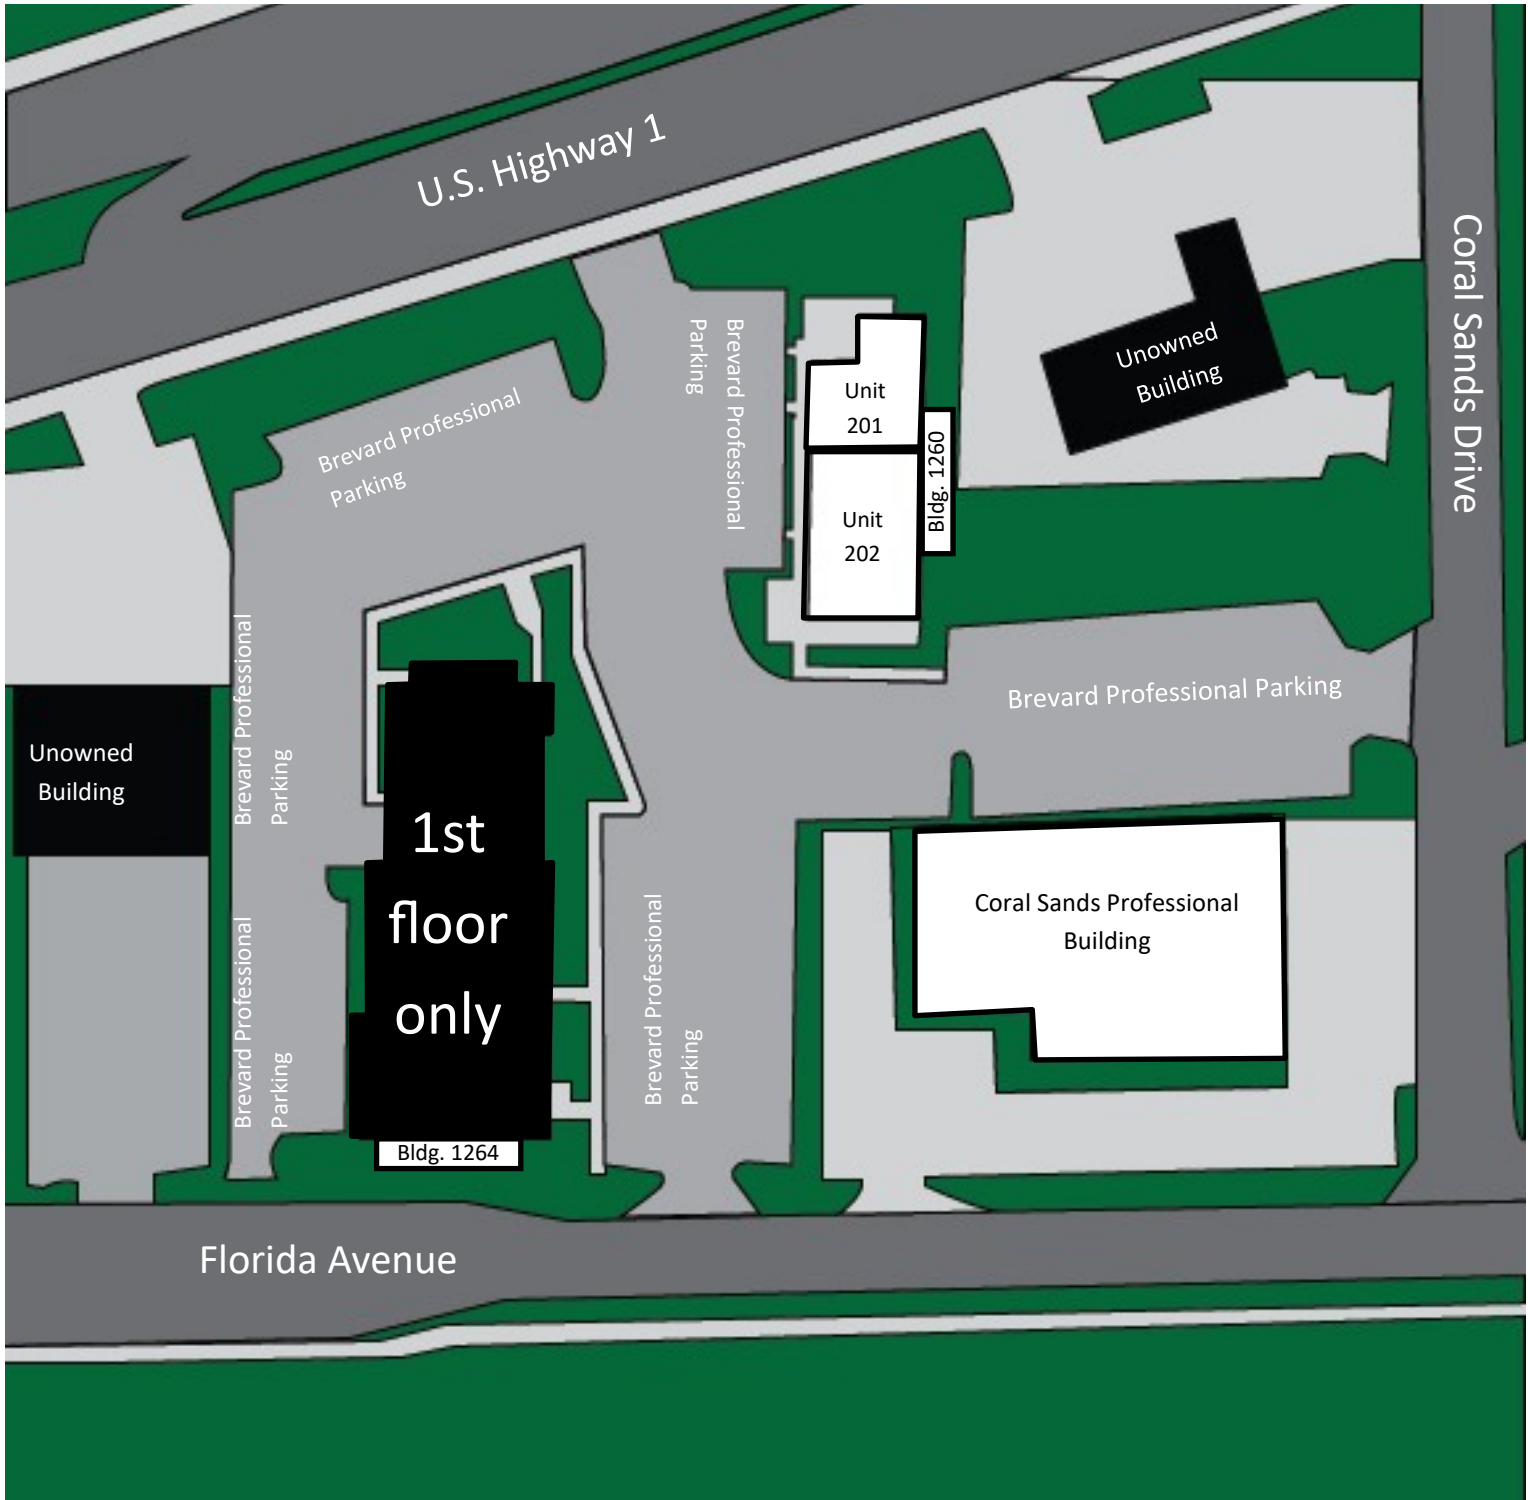 U.S. Highway 1
Coral Sands Drive
Brevard Professional
Parking
Unit
201
Unowned
Building
Brevard Professional
Parking
Bldg. 1260
Unit
202
Brevard Professional
Parking
Brevard Professional Parking
Unowned
Building
1st
floor
only
Coral Sands Professional
Building
Brevard Professional
Parking
Brevard Professional
Parking
Bldg. 1264
Florida Avenue